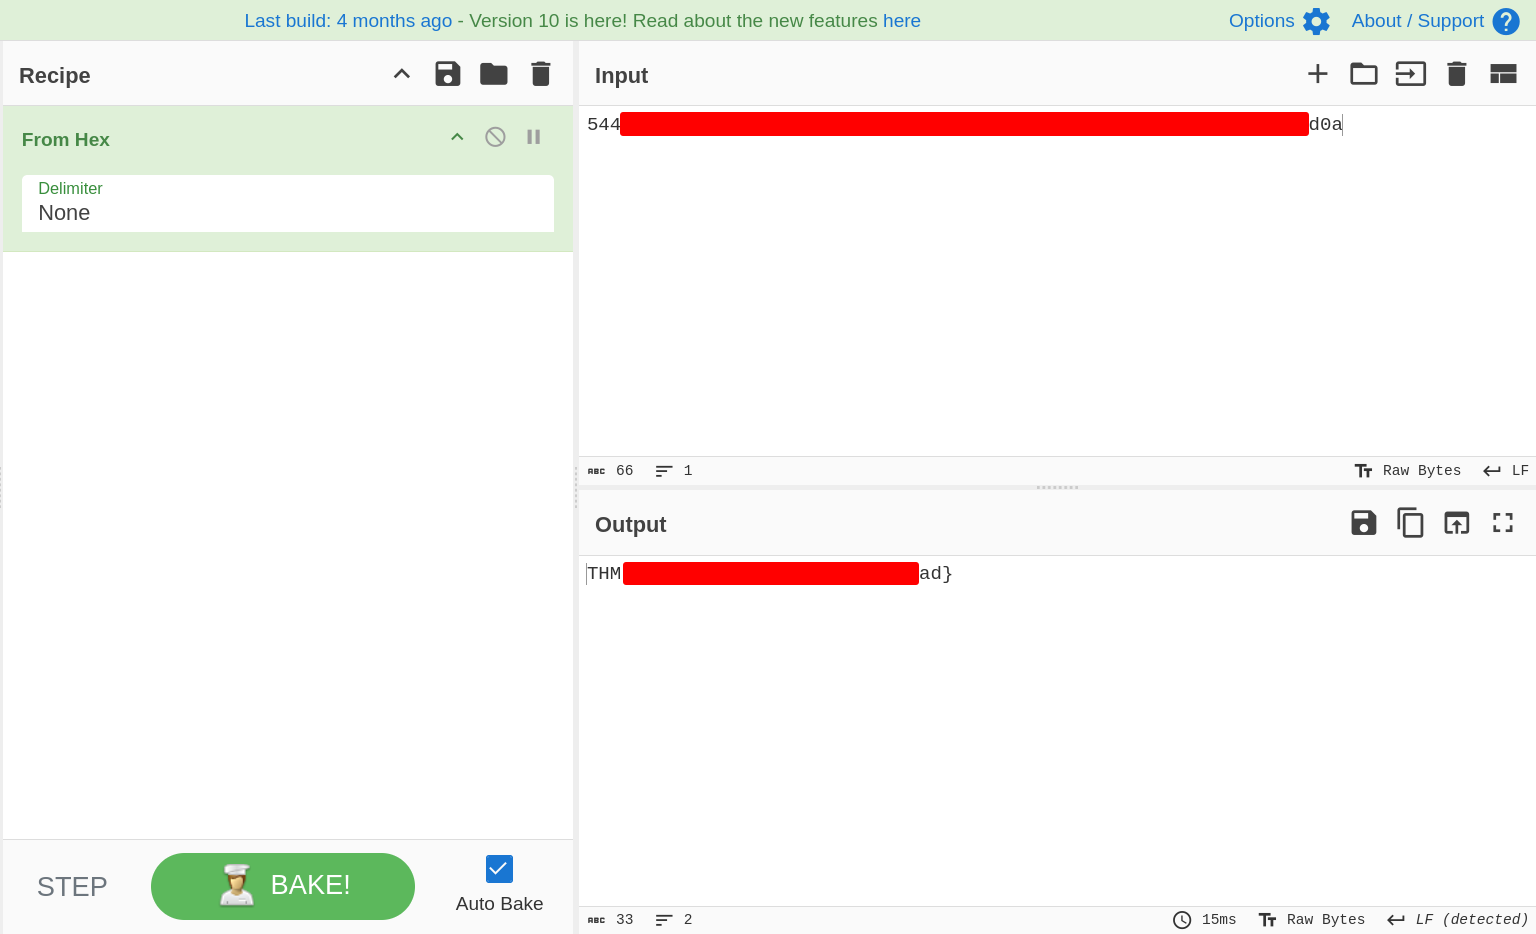 Last build: 4 months ago - Version 10 is here! Read about the new features here
Options
About / Support
Recipe
From Hex
Delimiter
None
STEP
BAKE!
Auto Bake
Input
544
d0a
ABC 66
1
Raw Bytes
LF
Output
THM
ad}
ABC 33
2
15ms
Raw Bytes
LF (detected)